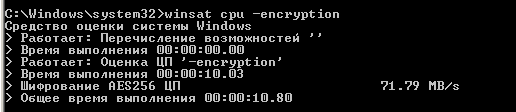 C:\Windows\system32>winsat cpu -encryption
Средство оценки системы Windows
> Работает: Перечисление возможностей ''
> Время выполнения 00:00:00.00
> Работает: Оценка ЦП '-encryption'
> Время выполнения 00:00:10.03
> Шифрование AES256 ЦП 71.79 MB/s
> Общее время выполнения 00:00:10.80